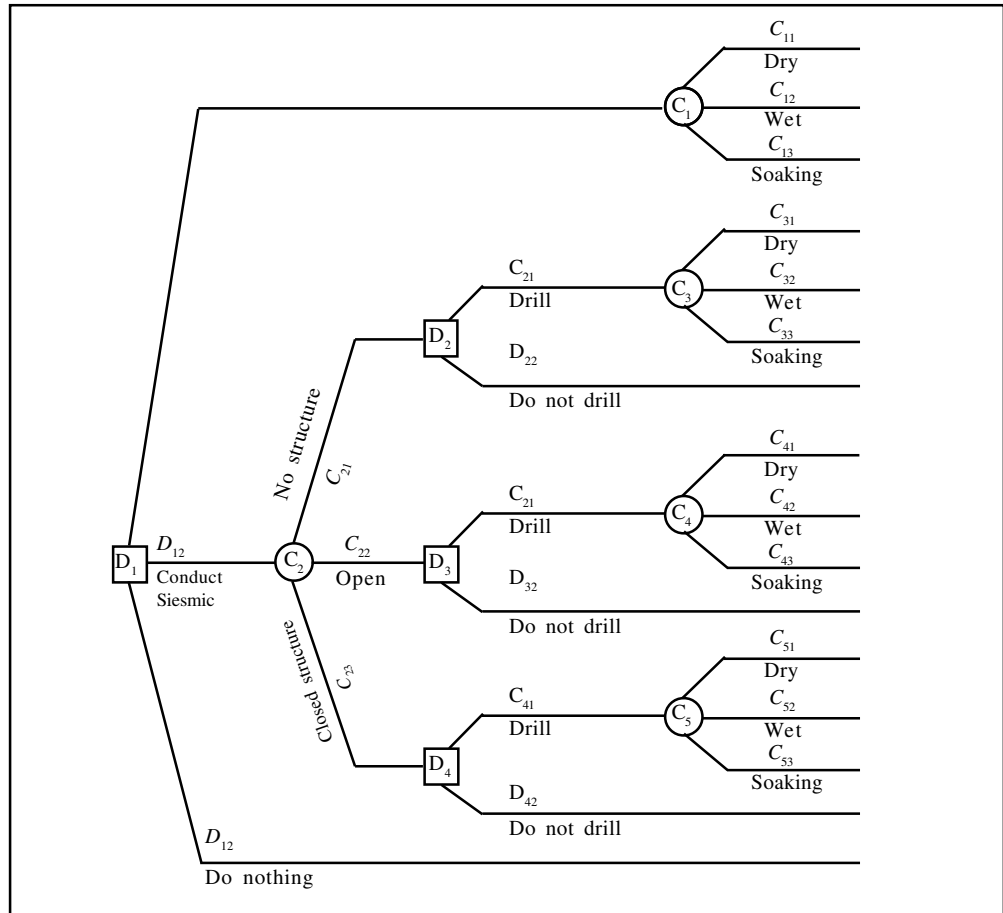 C₁₁
Dry
C₁
C₁₂
Wet
C₁₃
Soaking
C₃₁
Dry
C₂₁
Drill
C₃
C₃₂
Wet
C₃₃
Soaking
D₂
D₂₂
Do not drill
No structure
C₂₁
C₄₁
Dry
C₂₁
Drill
C₄
C₄₂
Wet
C₄₃
Soaking
D₁
D₁₂
Conduct
Siesmic
C₂
C₂₂
Open
D₃
D₃₂
Do not drill
Closed structure
C₂₃
C₅₁
Dry
C₄₁
Drill
C₅
C₅₂
Wet
C₅₃
Soaking
D₄
D₄₂
Do not drill
D₁₂
Do nothing